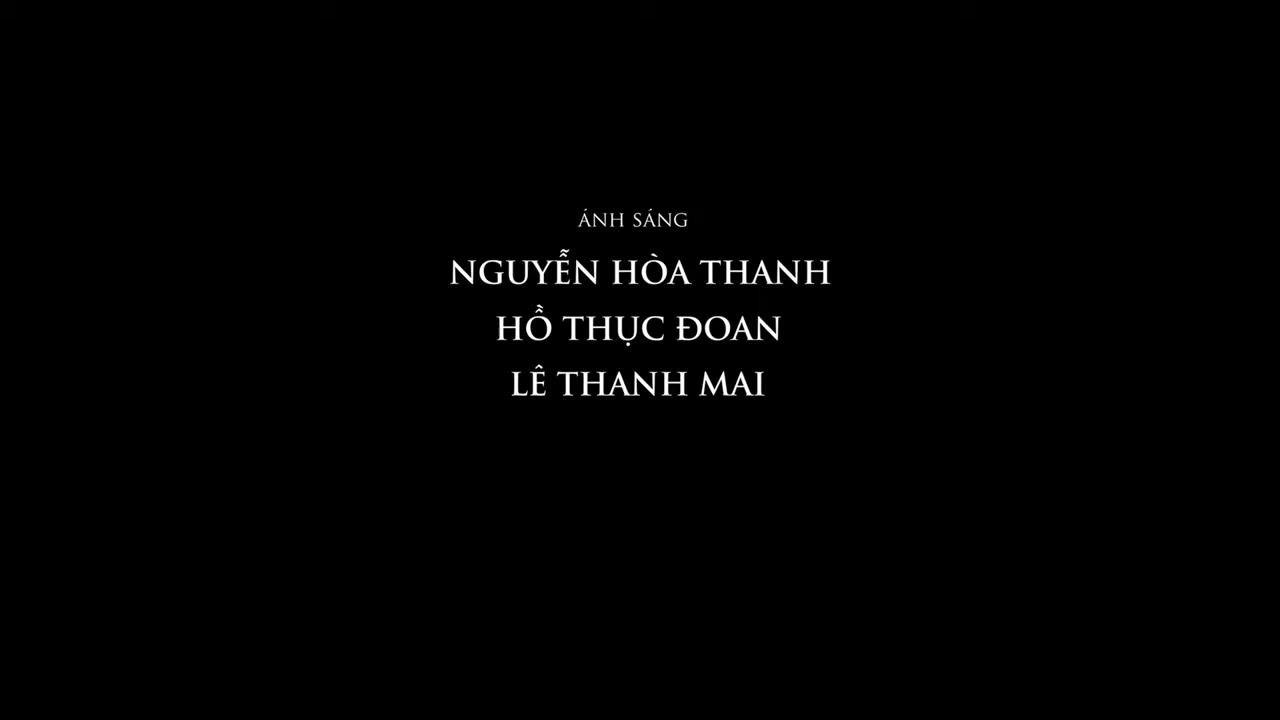 ÁNH SÁNG
NGUYỄN HÒA THANH
HỒ THỤC ĐOAN
LÊ THANH MAI